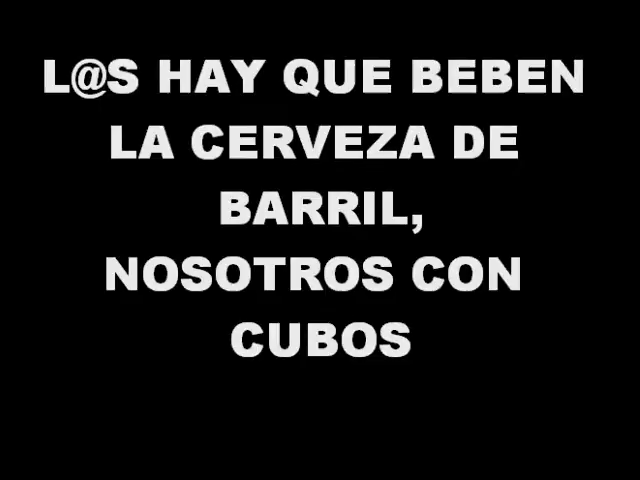 L@S HAY QUE BEBEN
LA CERVEZA DE
BARRIL,
NOSOTROS CON
CUBOS